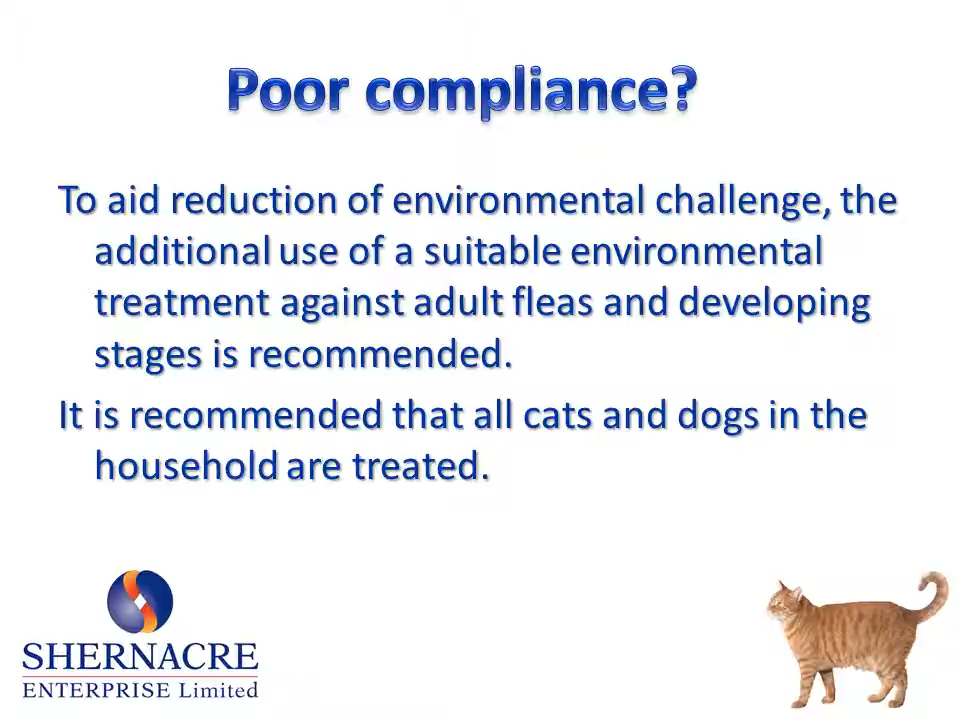 Poor compliance?
To aid reduction of environmental challenge, the
additional use of a suitable environmental
treatment against adult fleas and developing
stages is recommended.
It is recommended that all cats and dogs in the
household are treated.
SHERNACRE
ENTERPRISE Limited